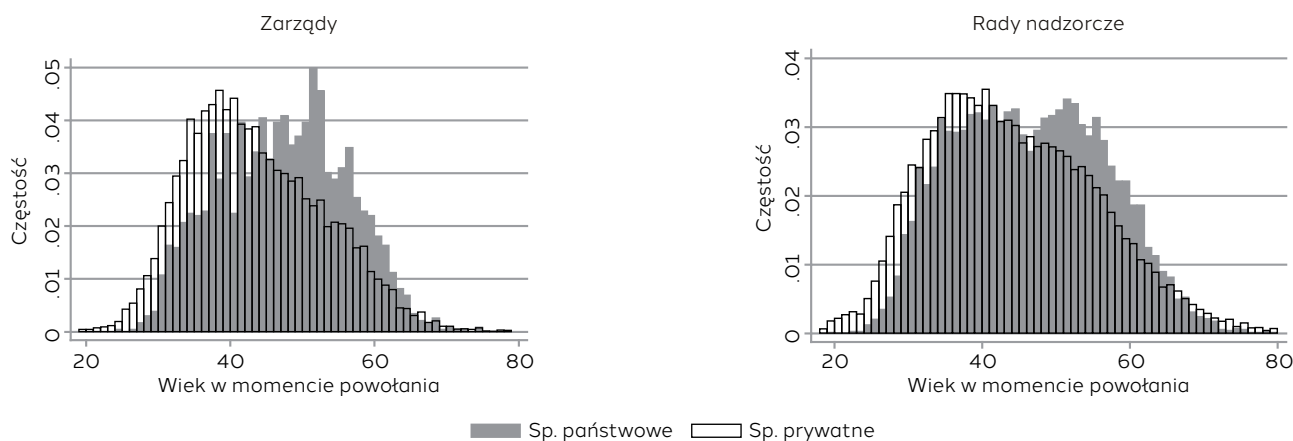 Zarządy
Częstość
.05
.04
.03
.02
.01
0
20 40 60 80
Wiek w momencie powołania
Rady nadzorcze
Częstość
.04
.03
.02
.01
0
20 40 60 80
Wiek w momencie powołania
Sp. państwowe Sp. prywatne